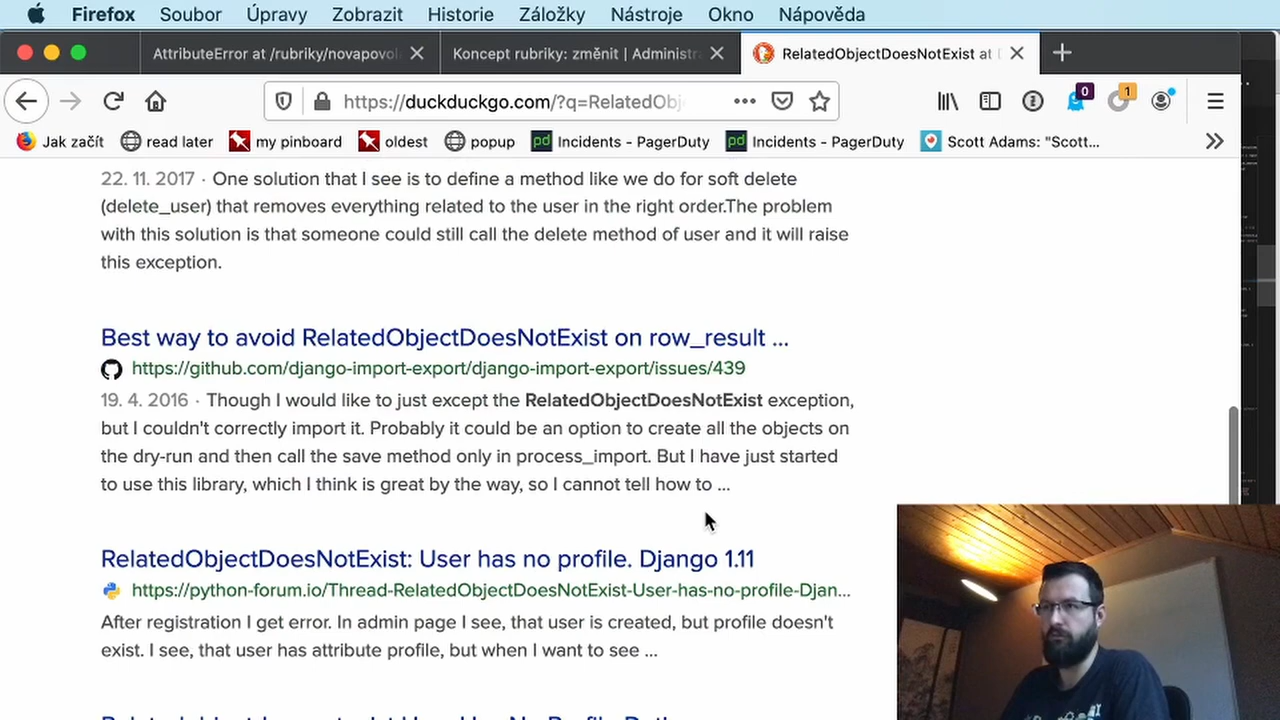 Firefox Soubor Úpravy Zobrazit Historie Záložky Nástroje Okno Nápověda
AttributeError at /rubriky/novapovol Koncept rubriky: změnit | Administra RelatedObjectDoesNotExist at
https://duckduckgo.com/?q=RelatedObj 0 1
Jak začít read later my pinboard oldest popup pd Incidents - PagerDuty pd Incidents - PagerDuty Scott Adams: "Scott...
22. 11. 2017 · One solution that I see is to define a method like we do for soft delete
(delete_user) that removes everything related to the user in the right order.The problem
with this solution is that someone could still call the delete method of user and it will raise
this exception.
Best way to avoid RelatedObjectDoesNotExist on row_result ...
https://github.com/django-import-export/django-import-export/issues/439
19. 4. 2016 · Though I would like to just except the RelatedObjectDoesNotExist exception,
but I couldn't correctly import it. Probably it could be an option to create all the objects on
the dry-run and then call the save method only in process_import. But I have just started
to use this library, which I think is great by the way, so I cannot tell how to ...
RelatedObjectDoesNotExist: User has no profile. Django 1.11
https://python-forum.io/Thread-RelatedObjectDoesNotExist-User-has-no-profile-Djan...
After registration I get error. In admin page I see, that user is created, but profile doesn't
exist. I see, that user has attribute profile, but when I want to see ...